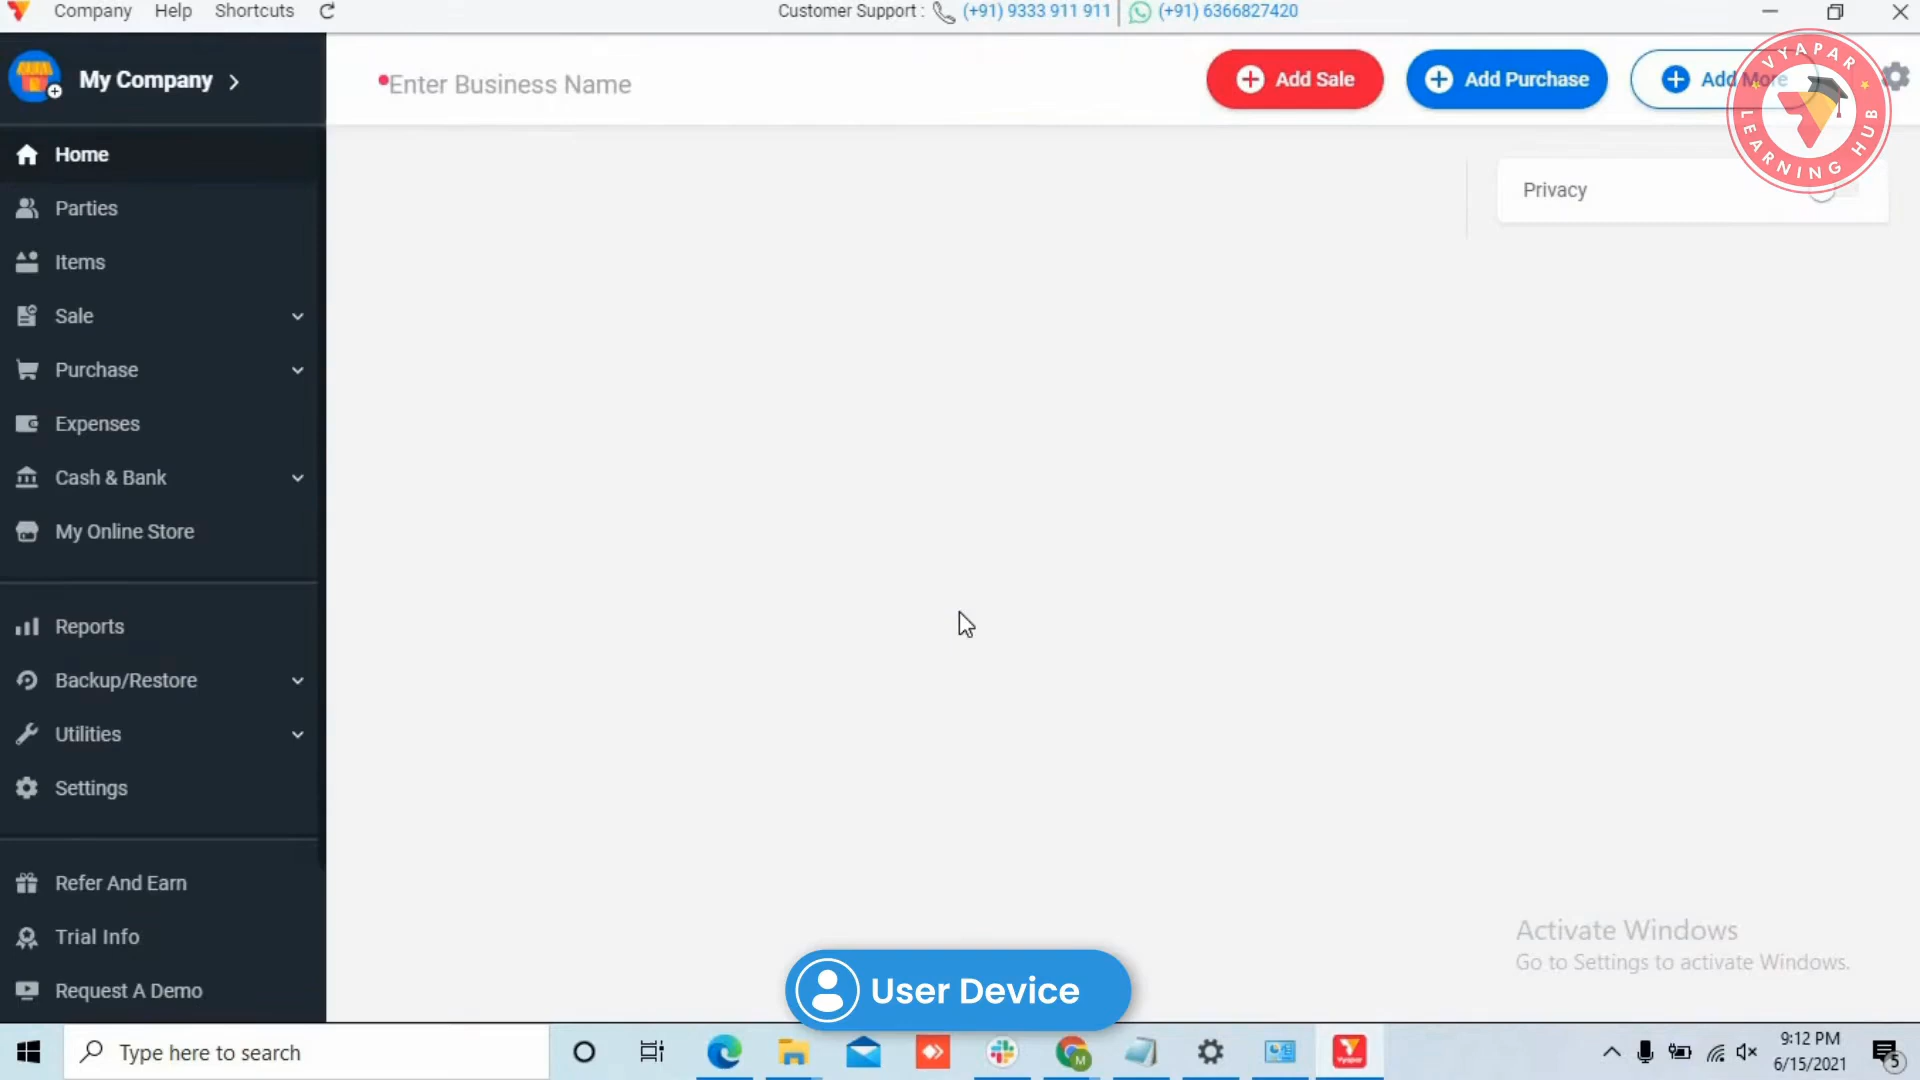 Company Help Shortcuts
Customer Support : (+91) 9333 911 911 (+91) 6366827420
My Company
Enter Business Name
Add Sale
Add Purchase
Add More
VYAPAR
LEARNING HUB
Privacy
Home
Parties
Items
Sale
Purchase
Expenses
Cash & Bank
My Online Store
Reports
Backup/Restore
Utilities
Settings
Refer And Earn
Trial Info
Request A Demo
Activate Windows
Go to Settings to activate Windows.
User Device
Type here to search
M
Vyapar
9:12 PM
6/15/2021
5